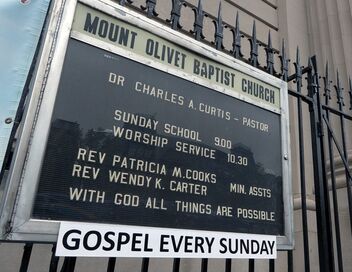 MOUNT OLIVET BAPTIST CHURCH
DR CHARLES A. CURTIS - PASTOR
SUNDAY SCHOOL 9.00
WORSHIP SERVICE 10.30
REV PATRICIA M. COOKS
REV WENDY K. CARTER MIN. ASSTS
WITH GOD ALL THINGS ARE POSSIBLE
GOSPEL EVERY SUNDAY